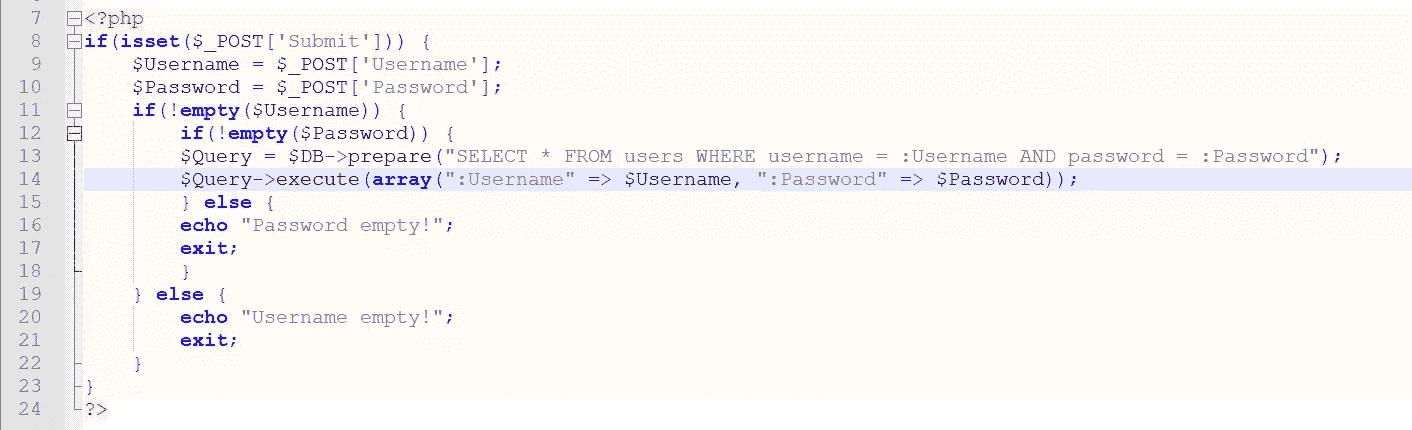 7 <?php
8 if(isset($_POST['Submit'])) {
9 $Username = $_POST['Username'];
10 $Password = $_POST['Password'];
11 if(!empty($Username)) {
12 if(!empty($Password)) {
13 $Query = $DB->prepare("SELECT * FROM users WHERE username = :Username AND password = :Password");
14 $Query->execute(array(":Username" => $Username, ":Password" => $Password));
15 } else {
16 echo "Password empty!";
17 exit;
18 }
19 } else {
20 echo "Username empty!";
21 exit;
22 }
23 }
24 ?>